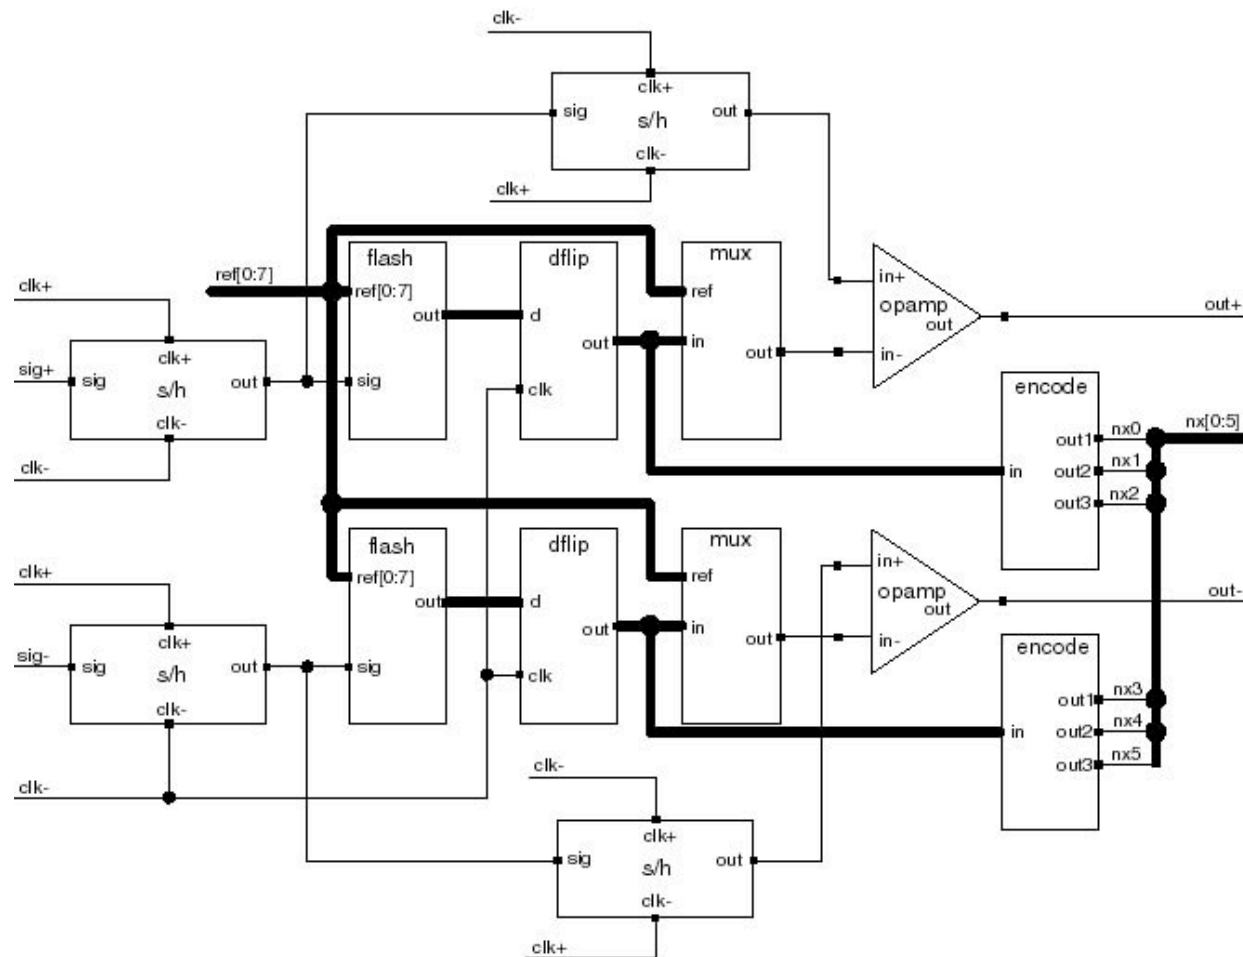 clk-
clk+
sig
out
s/h
clk-
clk+
flash
dflip
mux
ref[0:7]
ref[0:7]
ref
in+
clk+
out
d
opamp
out
out+
out
in
out
in-
clk+
sig+
sig
out
s/h
sig
clk
encode
clk-
out1
nx0
nx[0:5]
clk-
in
out2
nx1
out3
nx2
flash
dflip
mux
in+
clk+
ref[0:7]
ref
out
d
opamp
out
out-
out
in
out
in-
clk+
sig-
sig
out
s/h
sig
clk
encode
clk-
out1
nx3
in
out2
nx4
out3
nx5
clk-
clk-
clk+
sig
out
s/h
clk-
clk+